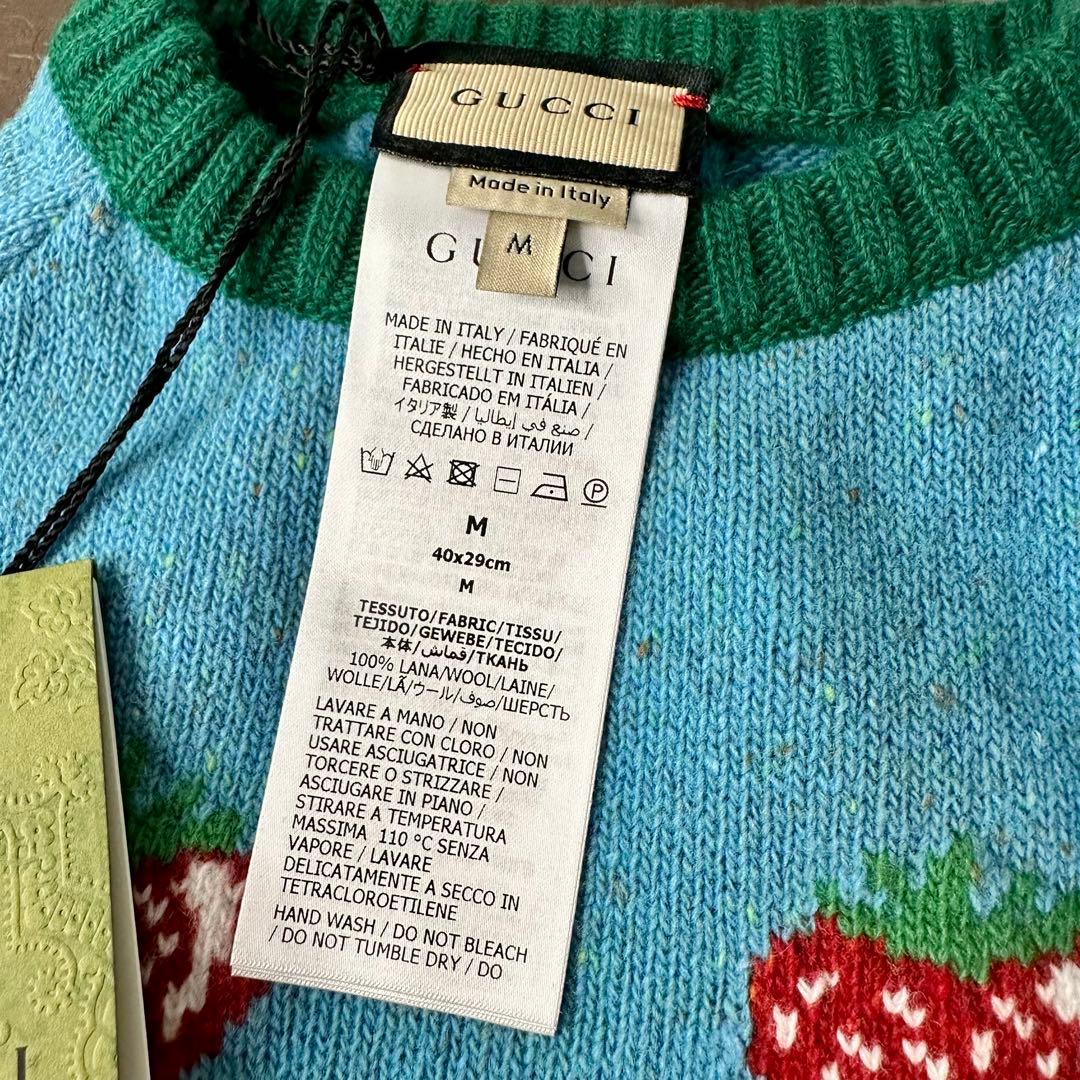 GUCCI
Made in Italy
M
GUCCI
MADE IN ITALY / FABRIQUÉ EN
ITALIE / HECHO EN ITALIA /
HERGESTELLT IN ITALIEN /
FABRICADO EM ITÁLIA /
イタリア製 / صنع في إيطاليا /
СДЕЛАНО В ИТАЛИИ
P
M
40x29cm
M
TESSUTO/FABRIC/TISSU/
TEJIDO/GEWEBE/TECIDO/
本体/قماش/ТКАНЬ
100% LANA/WOOL/LAINE/
WOLLE/LÃ/ウール/صوف/ШЕРСТЬ
LAVARE A MANO / NON
TRATTARE CON CLORO / NON
USARE ASCIUGATRICE / NON
TORCERE O STRIZZARE /
ASCIUGARE IN PIANO /
STIRARE A TEMPERATURA
MASSIMA 110 °C SENZA
VAPORE / LAVARE
DELICATAMENTE A SECCO IN
TETRACLOROETILENE
HAND WASH / DO NOT BLEACH
/ DO NOT TUMBLE DRY / DO